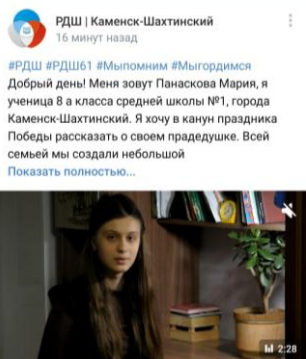 РДШ | Каменск-Шахтинский
16 минут назад
#РДШ #РДШ61 #Мыпомним #Мыгордимся
Добрый день! Меня зовут Панаскова Мария, я
ученица 8 а класса средней школы №1, города
Каменск-Шахтинский. Я хочу в канун праздника
Победы рассказать о своем прадедушке. Всей
семьей мы создали небольшой
Показать полностью...
2:28